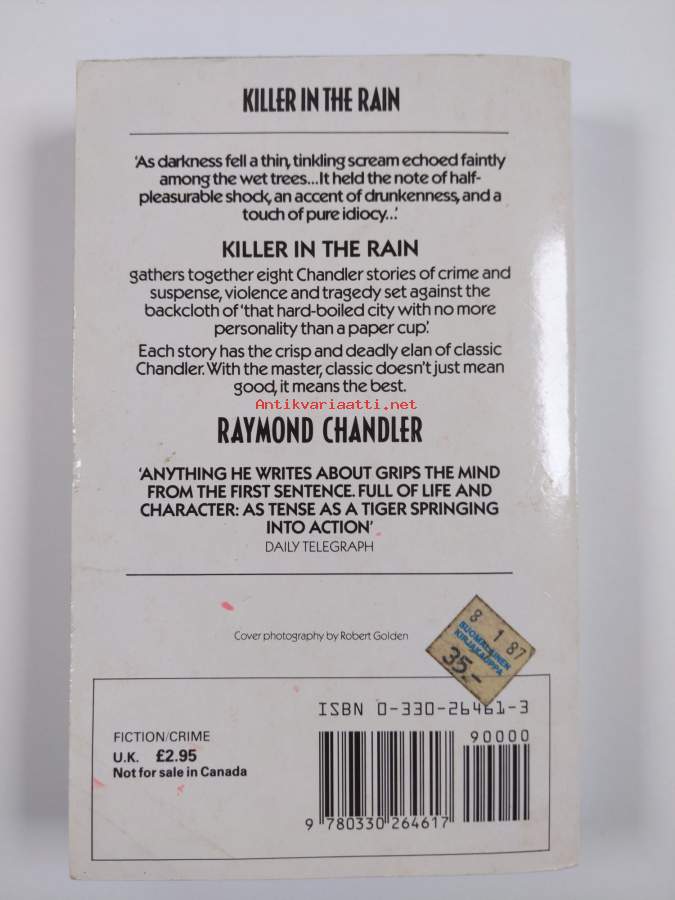 KILLER IN THE RAIN
'As darkness fell a thin, tinkling scream echoed faintly
among the wet trees...It held the note of half-
pleasurable shock, an accent of drunkenness, and a
touch of pure idiocy...'
KILLER IN THE RAIN
gathers together eight Chandler stories of crime and
suspense, violence and tragedy set against the
backcloth of 'that hard-boiled city with no more
personality than a paper cup'.
Each story has the crisp and deadly elan of classic
Chandler. With the master, classic doesn't just mean
good, it means the best.
Antikvariaatti.net
RAYMOND CHANDLER
'ANYTHING HE WRITES ABOUT GRIPS THE MIND
FROM THE FIRST SENTENCE. FULL OF LIFE AND
CHARACTER: AS TENSE AS A TIGER SPRINGING
INTO ACTION'
DAILY TELEGRAPH
Cover photography by Robert Golden
8 1 87
SUOMALAINEN
KIRJAKAUPPA
35.-
ISBN 0-330-26461-3
FICTION/CRIME
U.K. £2.95
Not for sale in Canada
90000
9 780330 264617